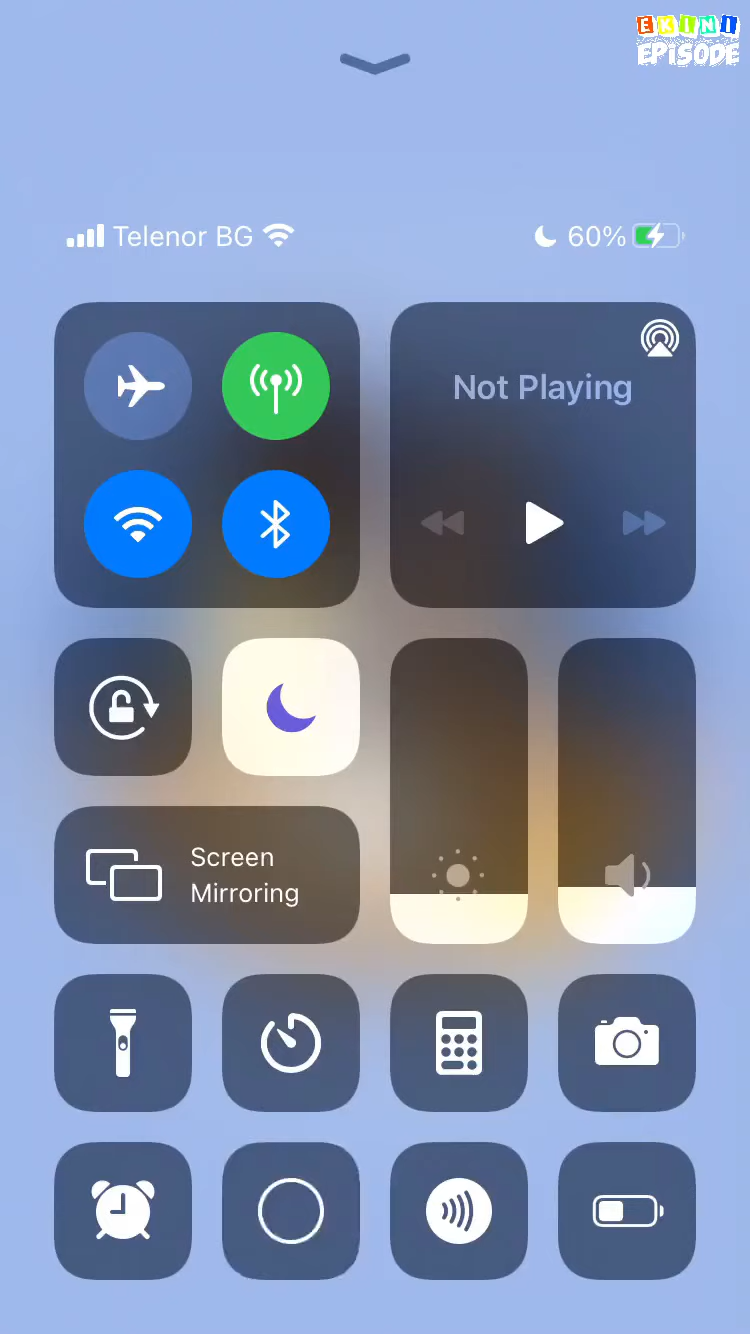 EKINI
EPISODE
Telenor BG
60%
Not Playing
Screen
Mirroring